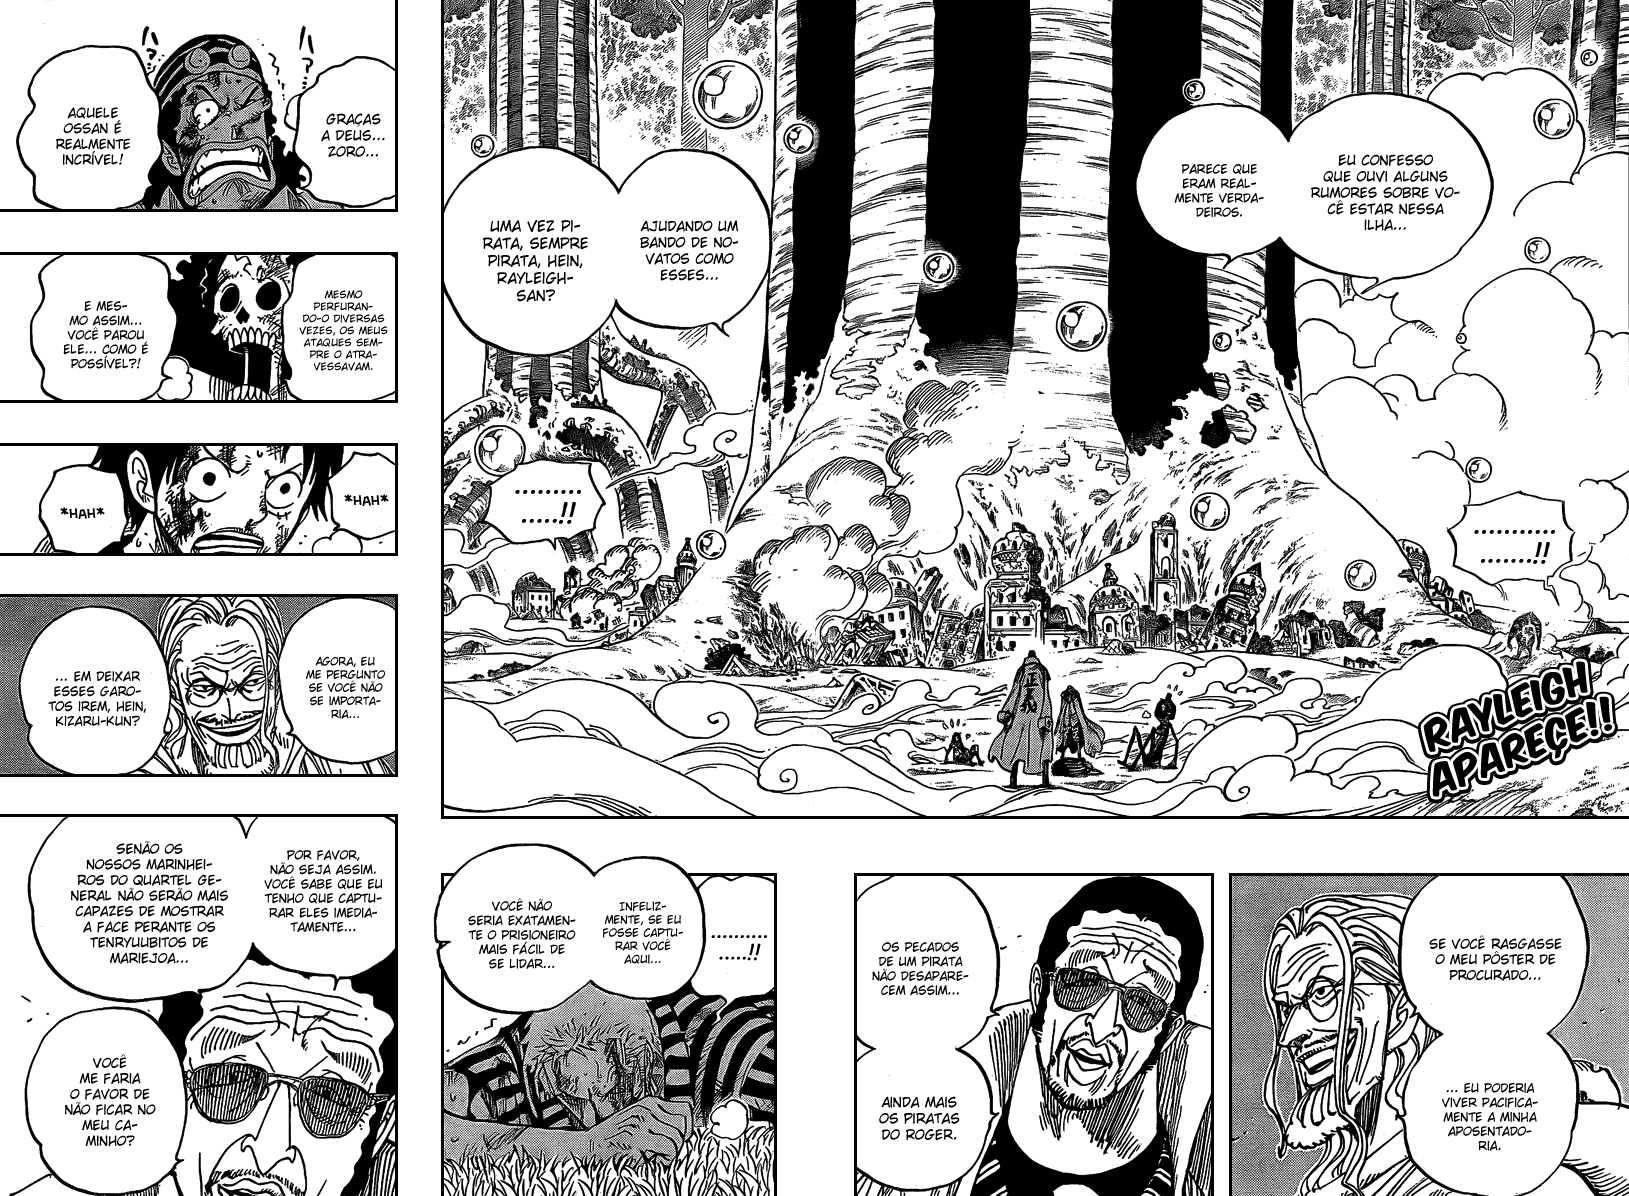 EU CONFESSO
QUE OUVI ALGUNS
RUMORES SOBRE VO-
CÊ ESTAR NESSA
ILHA...
PARECE QUE
ERAM REAL-
MENTE VERDA-
DEIROS.
AJUDANDO UM
BANDO DE NO-
VATOS COMO
ESSES...
UMA VEZ PI-
RATA, SEMPRE
PIRATA, HEIN,
RAYLEIGH-
SAN?
..........
.......!!
..........
.......!!
RAYLEIGH
APAREÇE!!
SE VOCÊ RASGASSE
O MEU PÔSTER DE
PROCURADO...
... EU PODERIA
VIVER PACIFICA-
MENTE A MINHA
APOSENTADO-
RIA.
OS PECADOS
DE UM PIRATA
NÃO DESAPARE-
CEM ASSIM...
AINDA MAIS
OS PIRATAS
DO ROGER.
..........
......!!
INFELIZ-
MENTE, SE EU
FOSSE CAPTU-
RAR VOCÊ
AQUI...
VOCÊ NÃO
SERIA EXATAMEN-
TE O PRISIONEIRO
MAIS FÁCIL DE
SE LIDAR...
GRAÇAS
A DEUS...
ZORO...
AQUELE
OSSAN É
REALMENTE
INCRÍVEL!
MESMO
PERFURAN-
DO-O DIVERSAS
VEZES, OS MEUS
ATAQUES SEM-
PRE O ATRA-
VESSAVAM.
E MES-
MO ASSIM...
VOCÊ PAROU
ELE... COMO É
POSSÍVEL?!
*HAH*
*HAH*
AGORA, EU
ME PERGUNTO
SE VOCÊ NÃO
SE IMPORTA-
RIA...
... EM DEIXAR
ESSES GARO-
TOS IREM, HEIN,
KIZARU-KUN?
POR FAVOR,
NÃO SEJA ASSIM.
VOCÊ SABE QUE EU
TENHO QUE CAPTU-
RAR ELES IMEDIA-
TAMENTE...
SENÃO OS
NOSSOS MARINHEI-
ROS DO QUARTEL GE-
NERAL NÃO SERÃO MAIS
CAPAZES DE MOSTRAR
A FACE PERANTE OS
TENRYUUBITOS DE
MARIEJOA...
VOCÊ
ME FARIA
O FAVOR DE
NÃO FICAR NO
MEU CA-
MINHO?